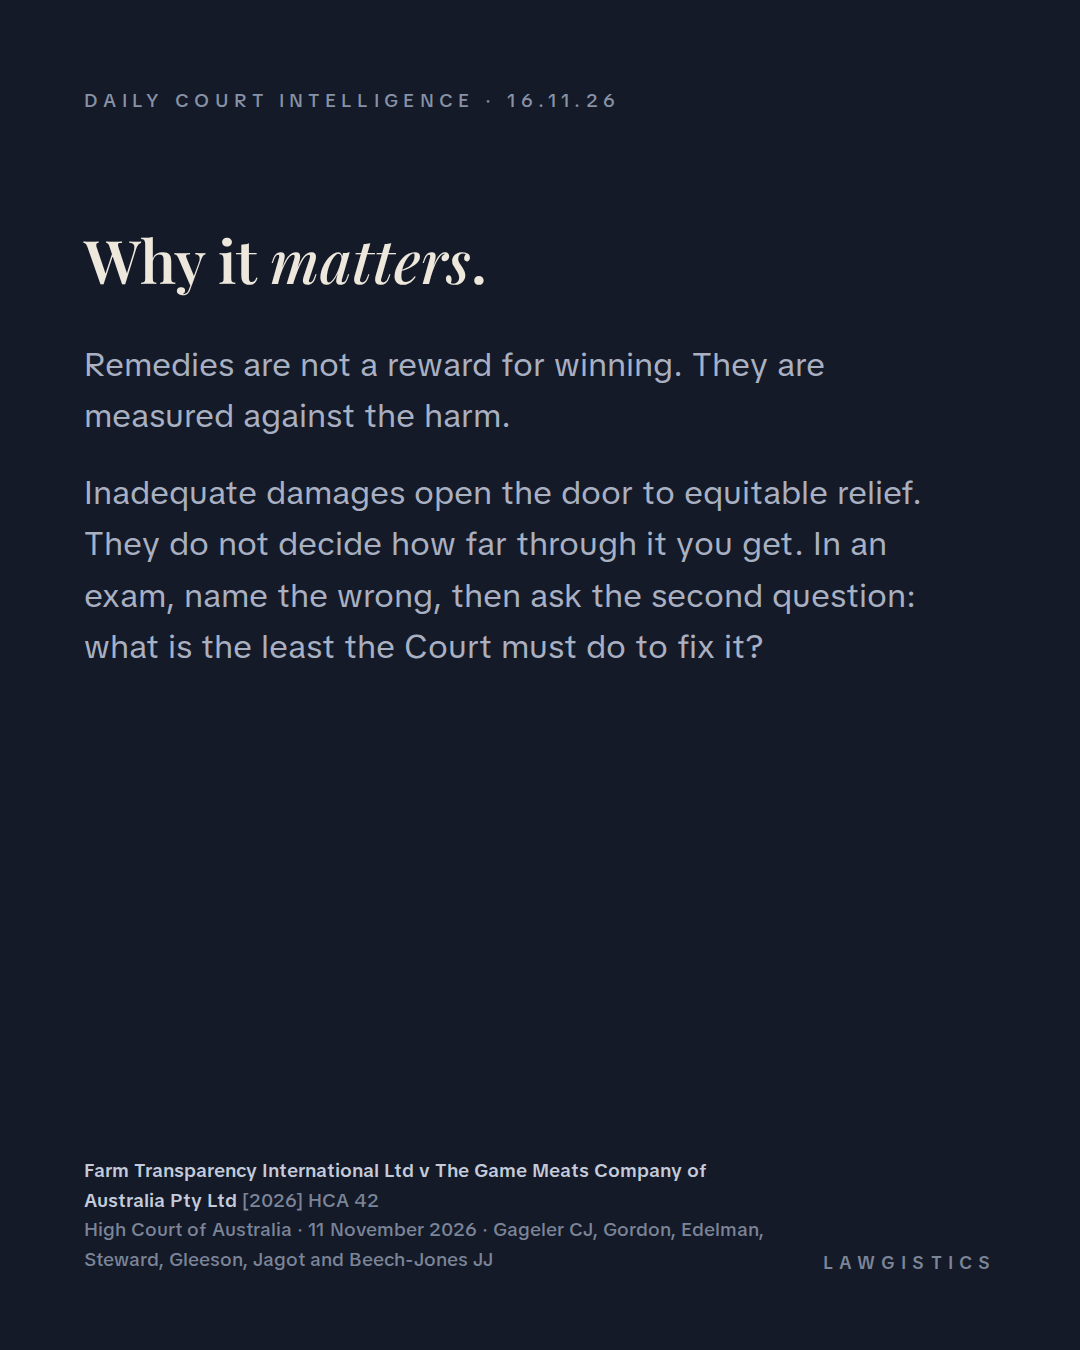 DAILY COURT INTELLIGENCE · 16.11.26
Why it matters.
Remedies are not a reward for winning. They are
measured against the harm.
Inadequate damages open the door to equitable relief.
They do not decide how far through it you get. In an
exam, name the wrong, then ask the second question:
what is the least the Court must do to fix it?
Farm Transparency International Ltd v The Game Meats Company of
Australia Pty Ltd [2026] HCA 42
High Court of Australia · 11 November 2026 · Gageler CJ, Gordon, Edelman,
Steward, Gleeson, Jagot and Beech-Jones JJ
LAWGISTICS